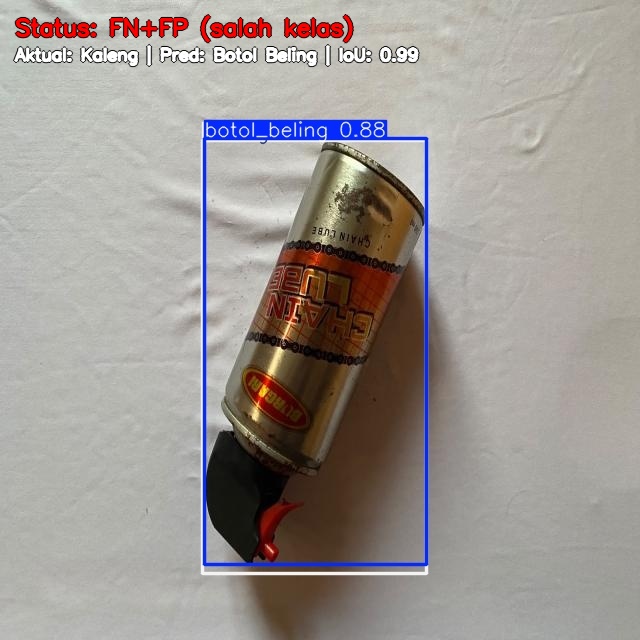 Status: FN+FP (salah kelas)
Aktual: Kaleng | Pred: Botol Beling | IoU: 0.99
botol_beling 0.88
CHAIN LUBE
CHAIN
LUBE